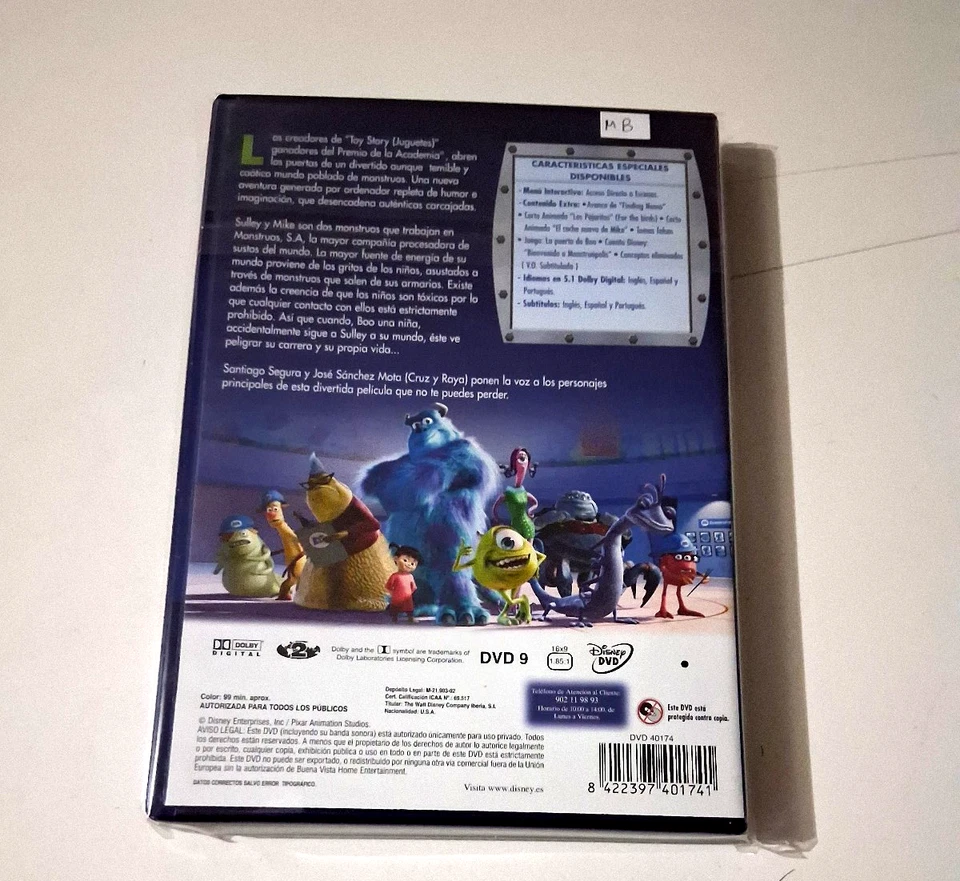 MB
Los creadores de "Toy Story (Juguetes)"
ganadores del Premio de la Academia", abren
las puertas de un divertido aunque temible y
caótico mundo poblado de monstruos. Una nueva
aventura generada por ordenador repleta de humor e
imaginación, que desencadena auténticas carcajadas.
Sulley y Mike son dos monstruos que trabajan en
Monstruos, S.A, la mayor compañía procesadora de
sustos del mundo. La mayor fuente de energía de su
mundo proviene de los gritos de los niños, asustados a
través de monstruos que salen de sus armarios. Existe
además la creencia de que los niños son tóxicos por lo
que cualquier contacto con ellos está estrictamente
prohibido. Así que cuando, Boo una niña,
accidentalmente sigue a Sulley a su mundo, éste ve
peligrar su carrera y su propia vida...
Santiago Segura y José Sánchez Mota (Cruz y Raya) ponen la voz a los personajes
principales de esta divertida película que no te puedes perder.
CARACTERISTICAS ESPECIALES
DISPONIBLES
- Menú Interactivo: Acceso Directo a Escenas.
- Contenido Extra: • Avance de "Finding Nemo"
• Corto Animado "Los Pajaritos" (For the birds) • Corto
Animado "El coche nuevo de Mike" • Tomas falsas
• Juego: La puerta de Boo • Cuento Disney:
"Bienvenido a Monstruópolis" • Conceptos eliminados
( V.O. Subtitulada )
- Idiomas en 5.1 Dolby Digital: Inglés, Español y
Portugués.
- Subtítulos: Inglés, Español y Portugués.
DOLBY
DIGITAL
2
Dolby and the symbol are trademarks of
Dolby Laboratories Licensing Corporation.
DVD 9
16x9
1.85.1
Disney
DVD
Color: 99 min. aprox.
AUTORIZADA PARA TODOS LOS PÚBLICOS
Depósito Legal: M-21.903-02
Cert. Calificación ICAA Nº.: 65.517
Titular: The Walt Disney Company Iberia, S.L
Nacionalidad: U.S.A.
Teléfono de Atención al Cliente:
902 11 98 93
Horario de 10:00 a 14:00. de
Lunes a Viernes.
Este DVD está
protegido contra copia.
© Disney Enterprises, Inc / Pixar Animation Studios.
AVISO LEGAL: Este DVD (incluyendo su banda sonora) está autorizado únicamente para uso privado. Todos
los derechos están reservados. A menos que el propietario de los derechos de autor lo autorice legalmente
o por escrito, cualquier copia, exhibición pública o uso en todo o en parte de este DVD está estrictamente
prohibida. Este DVD no puede ser exportado, o redistribuido por ninguna otra vía comercial fuera de la Unión
Europea sin la autorización de Buena Vista Home Entertainment.
DATOS CORRECTOS SALVO ERROR TIPOGRÁFICO.
Visita www.disney.es
DVD 40174
8 422397 401741